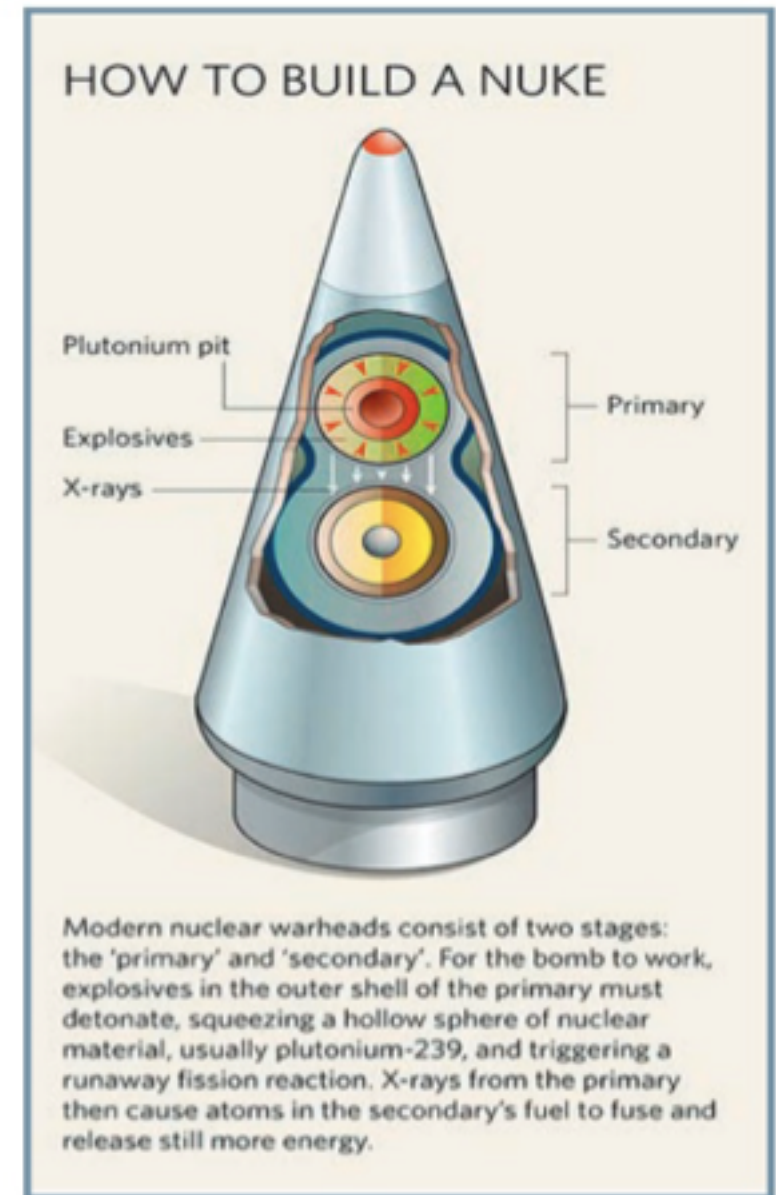 HOW TO BUILD A NUKE
Plutonium pit
Explosives
X-rays
Primary
Secondary
Modern nuclear warheads consist of two stages:
the 'primary' and 'secondary'. For the bomb to work,
explosives in the outer shell of the primary must
detonate, squeezing a hollow sphere of nuclear
material, usually plutonium-239, and triggering a
runaway fission reaction. X-rays from the primary
then cause atoms in the secondary's fuel to fuse and
release still more energy.